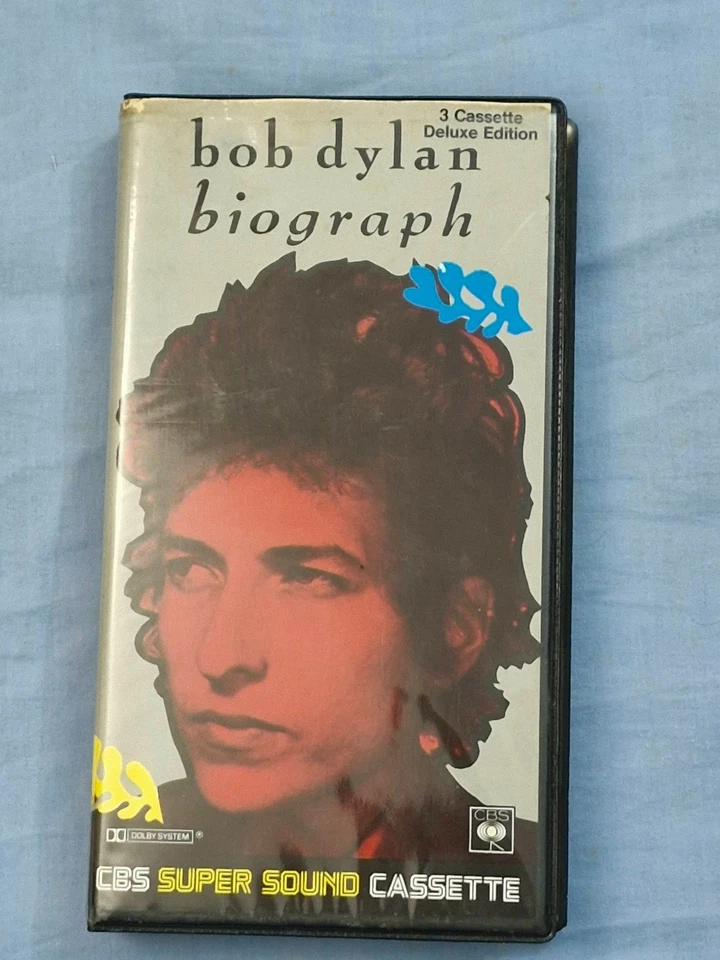 3 Cassette
Deluxe Edition
bob dylan
biograph
DOLBY SYSTEM ®
CBS
CBS SUPER SOUND CASSETTE